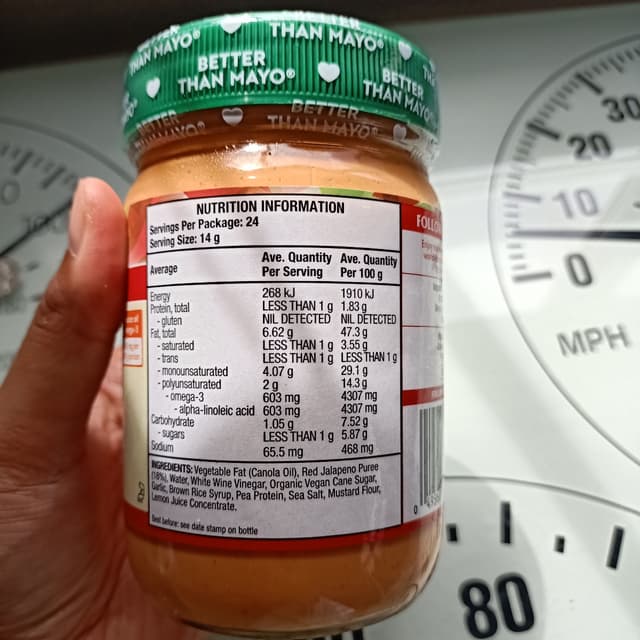 THAN MAYO® THAN MAYO®
BETTER
THAN MAYO®
BETTER
THAN MAYO
BETTER
THAN MAYO®
NUTRITION INFORMATION
Servings Per Package: 24
Serving Size: 14 g
Average Ave. Quantity Per Serving Ave. Quantity Per 100 g
Energy 268 kJ 1910 kJ
Protein, total LESS THAN 1 g 1.83 g
- gluten NIL DETECTED NIL DETECTED
Fat, total 6.62 g 47.3 g
- saturated LESS THAN 1 g 3.55 g
- trans LESS THAN 1 g LESS THAN 1 g
- monounsaturated 4.07 g 29.1 g
- polyunsaturated 2 g 14.3 g
- omega-3 603 mg 4307 mg
- alpha-linoleic acid 603 mg 4307 mg
Carbohydrate 1.05 g 7.52 g
- sugars LESS THAN 1 g 5.87 g
Sodium 65.5 mg 468 mg
INGREDIENTS: Vegetable Fat (Canola Oil), Red Jalapeno Puree
(18%), Water, White Wine Vinegar, Organic Vegan Cane Sugar,
Garlic, Brown Rice Syrup, Pea Protein, Sea Salt, Mustard Flour,
Lemon Juice Concentrate.
Best before: see date stamp on bottle
30
20
10
0
MPH
80